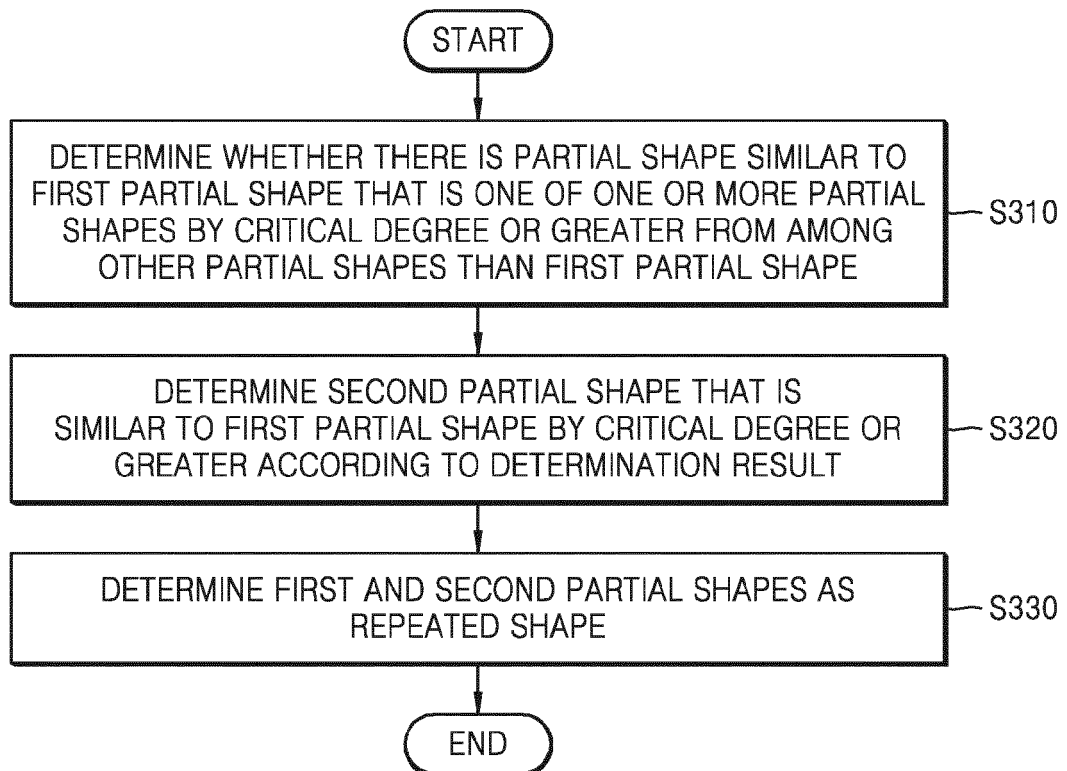 START
DETERMINE WHETHER THERE IS PARTIAL SHAPE SIMILAR TO
FIRST PARTIAL SHAPE THAT IS ONE OF ONE OR MORE PARTIAL
SHAPES BY CRITICAL DEGREE OR GREATER FROM AMONG
OTHER PARTIAL SHAPES THAN FIRST PARTIAL SHAPE
S310
DETERMINE SECOND PARTIAL SHAPE THAT IS
SIMILAR TO FIRST PARTIAL SHAPE BY CRITICAL DEGREE OR
GREATER ACCORDING TO DETERMINATION RESULT
S320
DETERMINE FIRST AND SECOND PARTIAL SHAPES AS
REPEATED SHAPE
S330
END